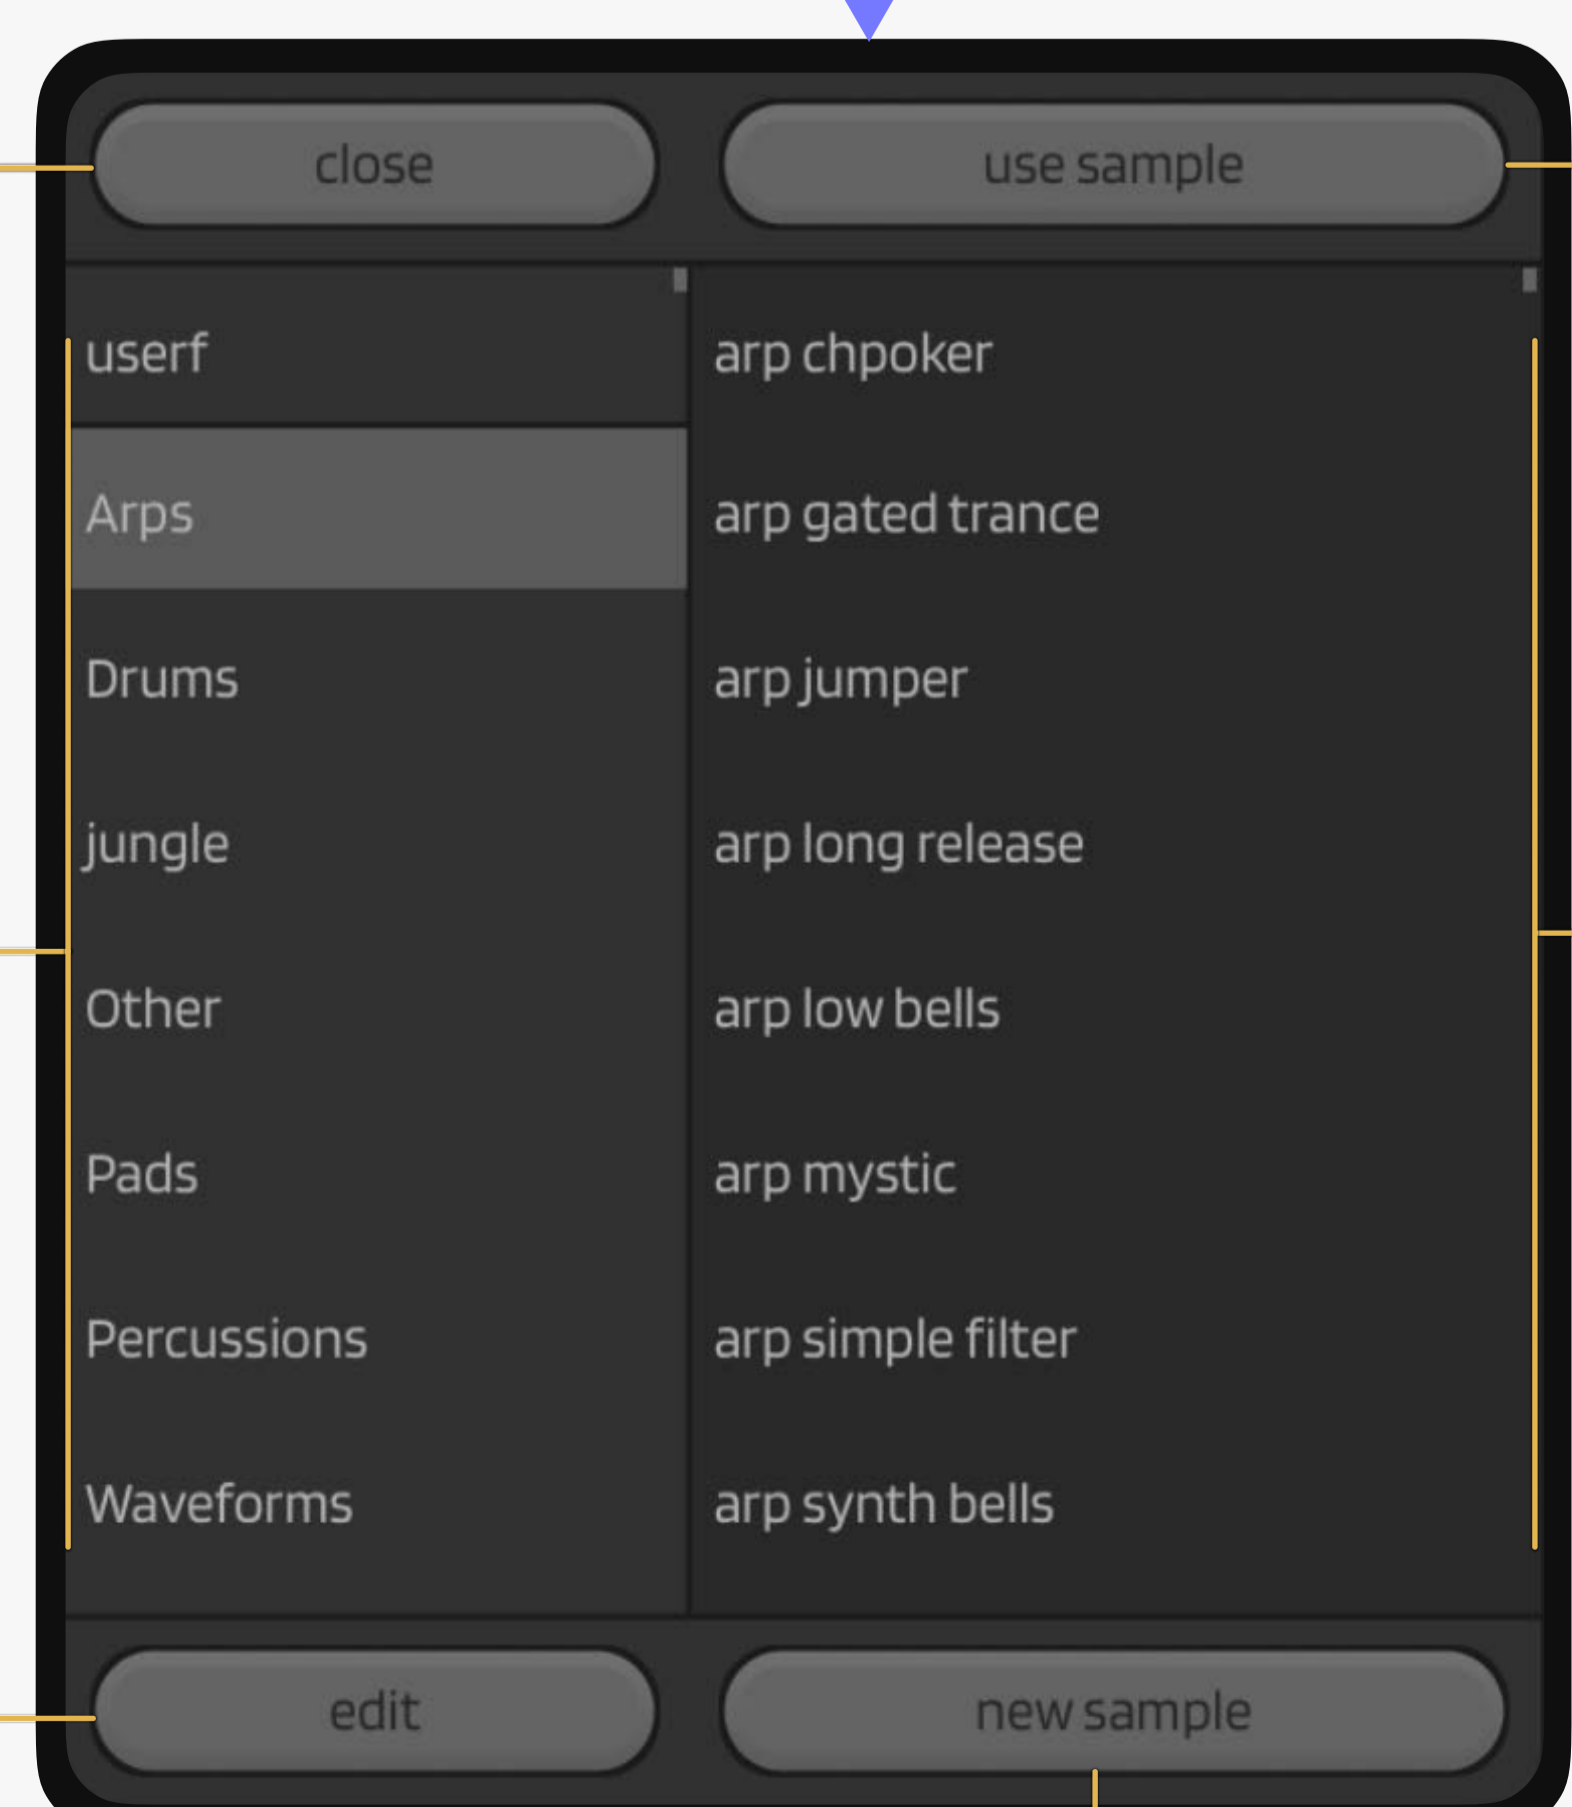 close
use sample
userf
Arps
Drums
jungle
Other
Pads
Percussions
Waveforms
arp chpoker
arp gated trance
arp jumper
arp long release
arp low bells
arp mystic
arp simple filter
arp synth bells
edit
new sample